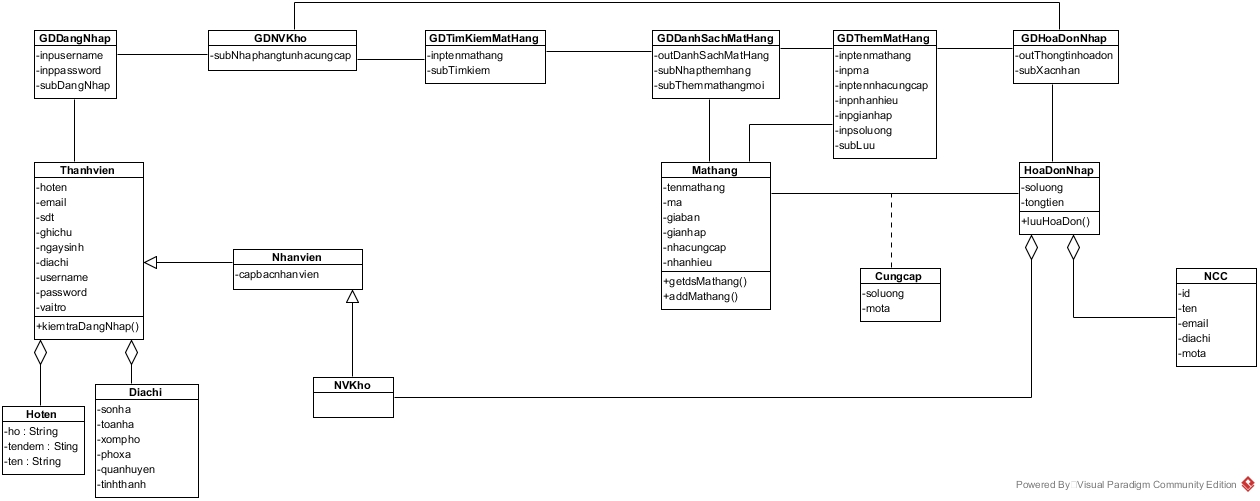 GDDangNhap
-inpusername
-inppassword
-subDangNhap
GDNVKho
-subNhaphangtunhacungcap
GDTimKiemMatHang
-inptenmathang
-subTimkiem
GDDanhSachMatHang
-outDanhSachMatHang
-subNhapthemhang
-subThemmathangmoi
GDThemMatHang
-inptenmathang
-inpma
-inptennhacungcap
-inpnhanhieu
-inpgianhap
-inpsoluong
-subLuu
GDHoaDonNhap
-outThongtinhoadon
-subXacnhan
Thanhvien
-hoten
-email
-sdt
-ghichu
-ngaysinh
-diachi
-username
-password
-vaitro
+kiemtraDangNhap()
Nhanvien
-capbacnhanvien
Mathang
-tenmathang
-ma
-giaban
-gianhap
-nhacungcap
-nhanhieu
+getdsMathang()
+addMathang()
HoaDonNhap
-soluong
-tongtien
+luuHoaDon()
Cungcap
-soluong
-mota
NCC
-id
-ten
-email
-diachi
-mota
NVKho
Hoten
-ho : String
-tendem : Sting
-ten : String
Diachi
-sonha
-toanha
-xompho
-phoxa
-quanhuyen
-tinhthanh
Powered By Visual Paradigm Community Edition